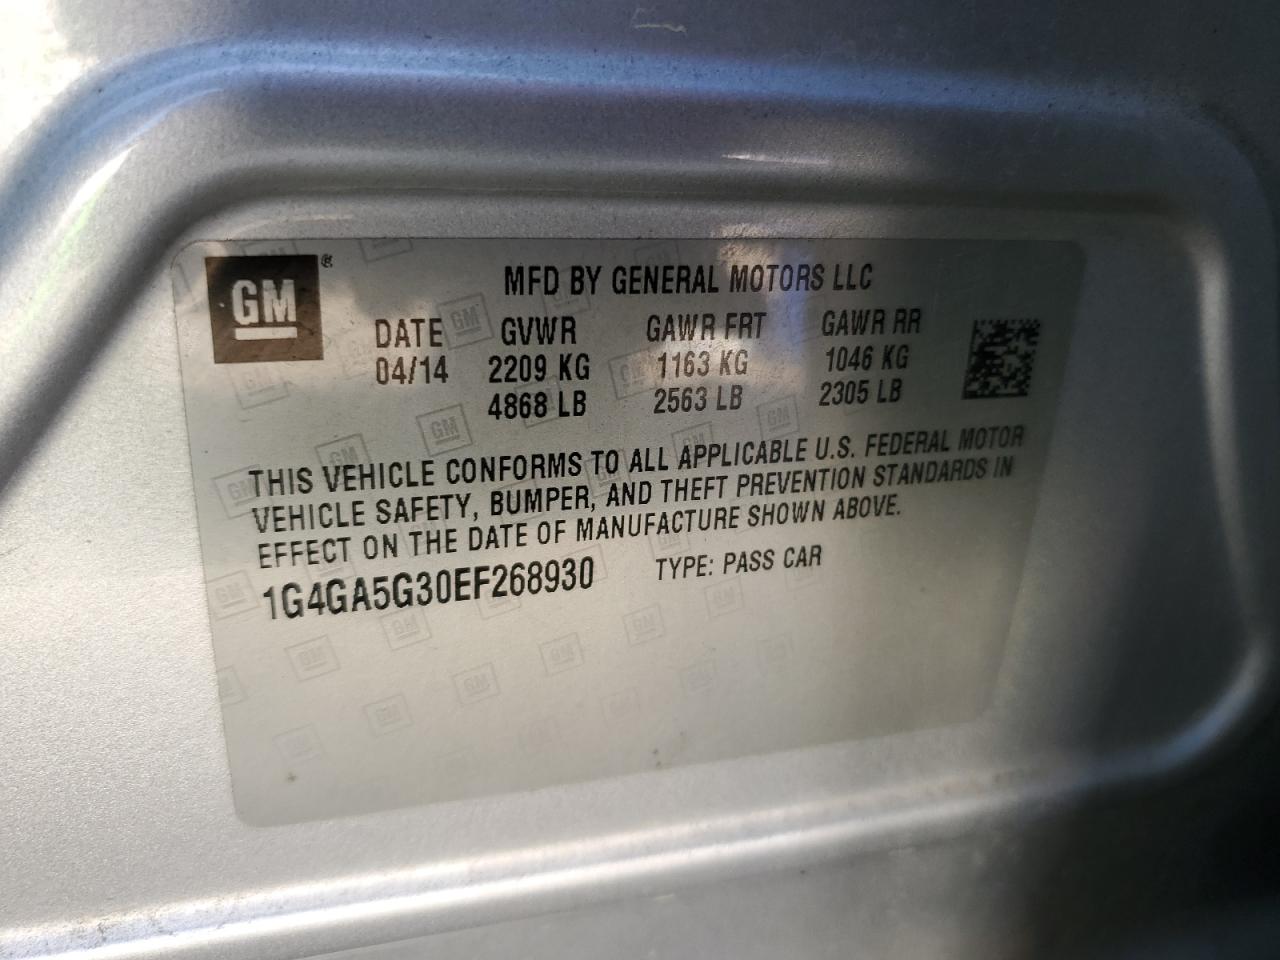 GM®
MFD BY GENERAL MOTORS LLC
DATE GVWR GAWR FRT GAWR RR
04/14 2209 KG 1163 KG 1046 KG
4868 LB 2563 LB 2305 LB
THIS VEHICLE CONFORMS TO ALL APPLICABLE U.S. FEDERAL MOTOR
VEHICLE SAFETY, BUMPER, AND THEFT PREVENTION STANDARDS IN
EFFECT ON THE DATE OF MANUFACTURE SHOWN ABOVE.
1G4GA5G30EF268930 TYPE: PASS CAR